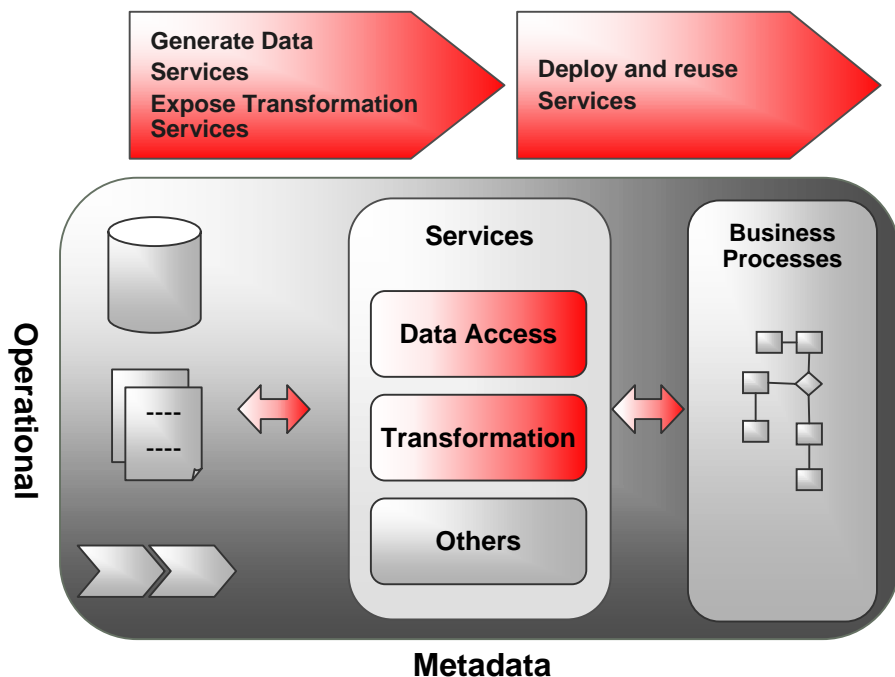 Generate Data
Services
Expose Transformation
Services
Deploy and reuse
Services
Operational
Services
Data Access
Transformation
Others
Business
Processes
----
----
Metadata